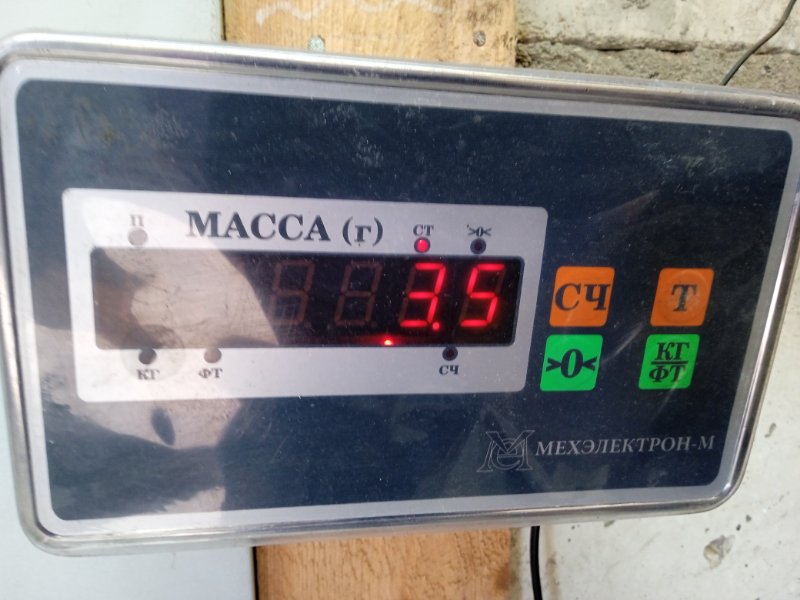 П
МАССА (г)
СТ
>0<
3.5
КГ
ФТ
СЧ
СЧ
Т
>0<
КГ
ФТ
МЕХЭЛЕКТРОН-М